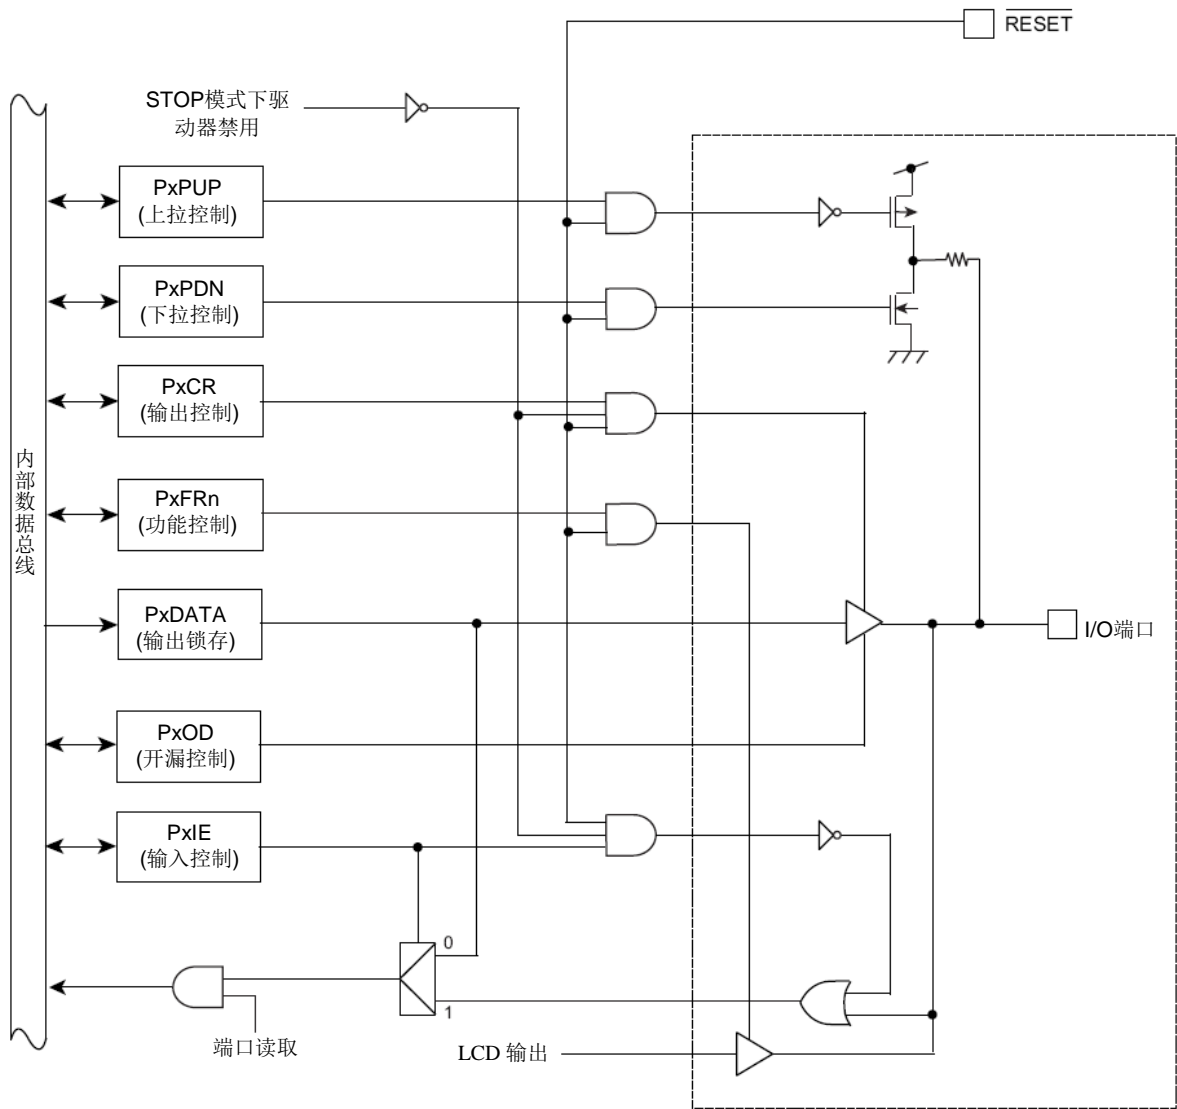 RESET
STOP模式下驱
动器禁用
PxPUP
(上拉控制)
PxPDN
(下拉控制)
PxCR
(输出控制)
内部数据总线
PxFRn
(功能控制)
PxDATA
(输出锁存)
I/O端口
PxOD
(开漏控制)
PxIE
(输入控制)
0
1
端口读取
LCD 输出